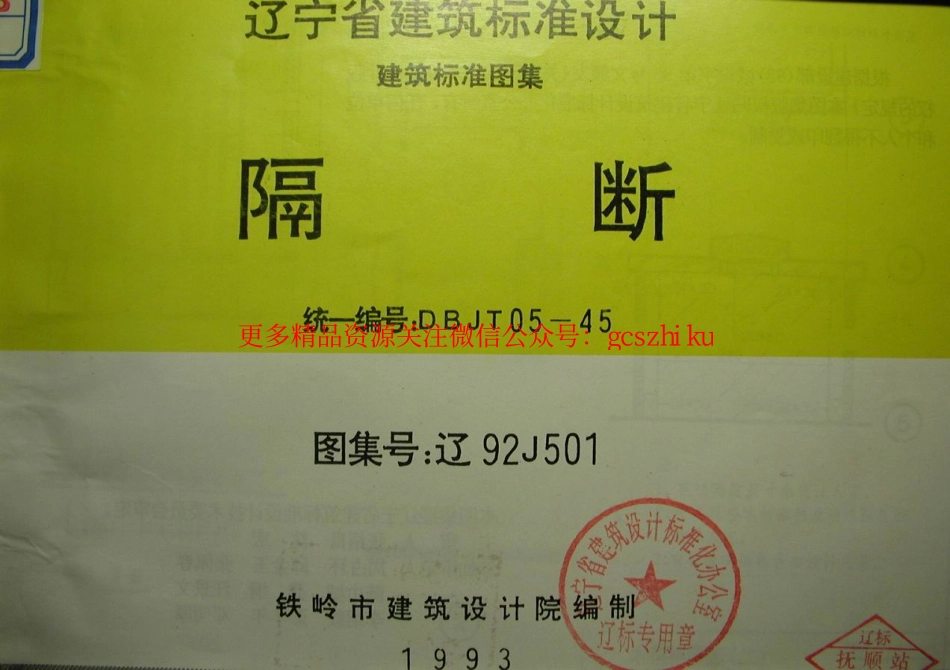 辽宁省建筑标准设计
建筑标准图集
隔 断
统一编号:DBJT05-45
更多精品资源关注微信公众号：gcszhiku
图集号:辽92J501
辽宁省建筑设计标准化办公室
辽标专用章
铁岭市建筑设计院编制
1993
辽标
抚顺站